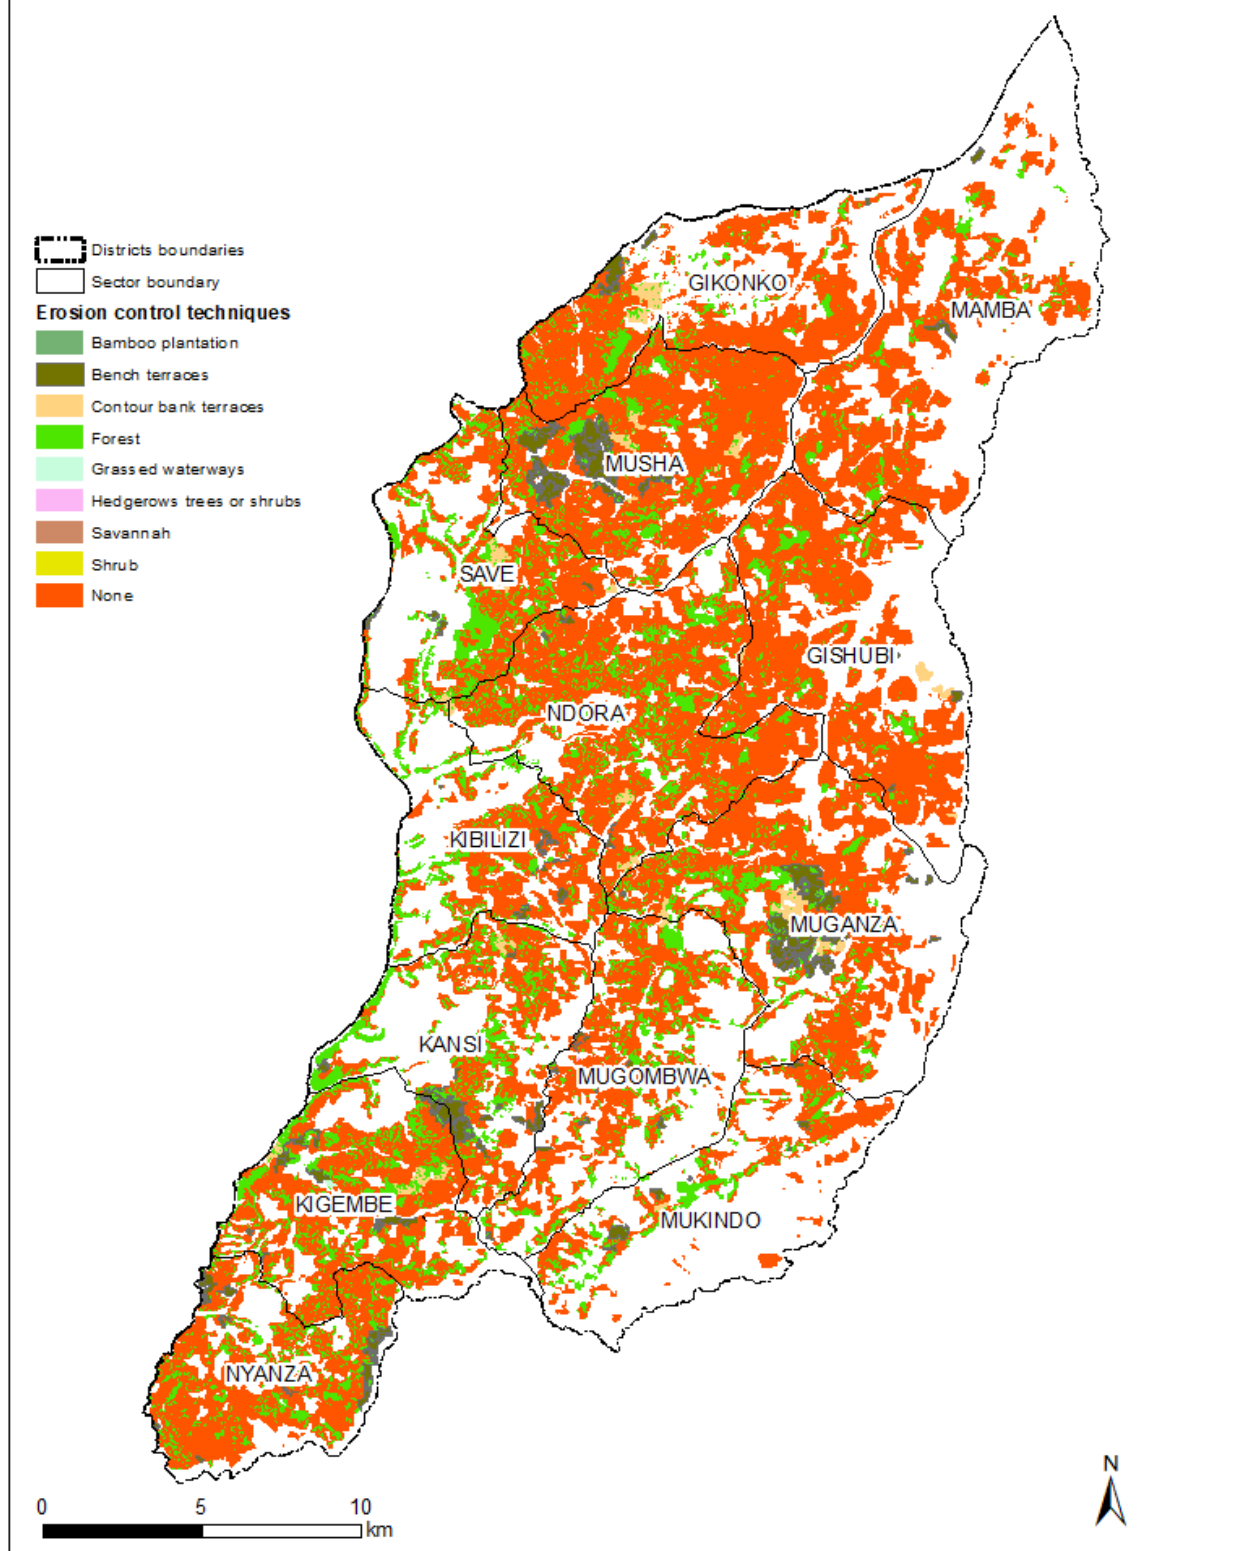 GIKONKO
MAMBA
Districts boundaries
Sector boundary
Erosion control techniques
Bamboo plantation
Bench terraces
Contour bank terraces
Forest
Grassed waterways
Hedgerows trees or shrubs
Savannah
Shrub
None
MUSHA
SAVE
GISHUBI
NDORA
KIBILIZI
MUGANZA
KANSI
MUGOMBWA
KIGEMBE
MUKINDO
NYANZA
N
0 5 10
km